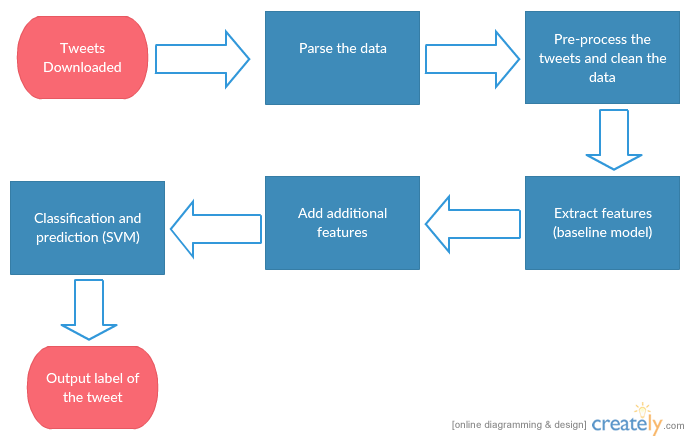 Tweets
Downloaded
Parse the data
Pre-process the
tweets and clean the
data
Classification and
prediction (SVM)
Add additional
features
Extract features
(baseline model)
Output label of
the tweet
[online diagramming & design] creately.com